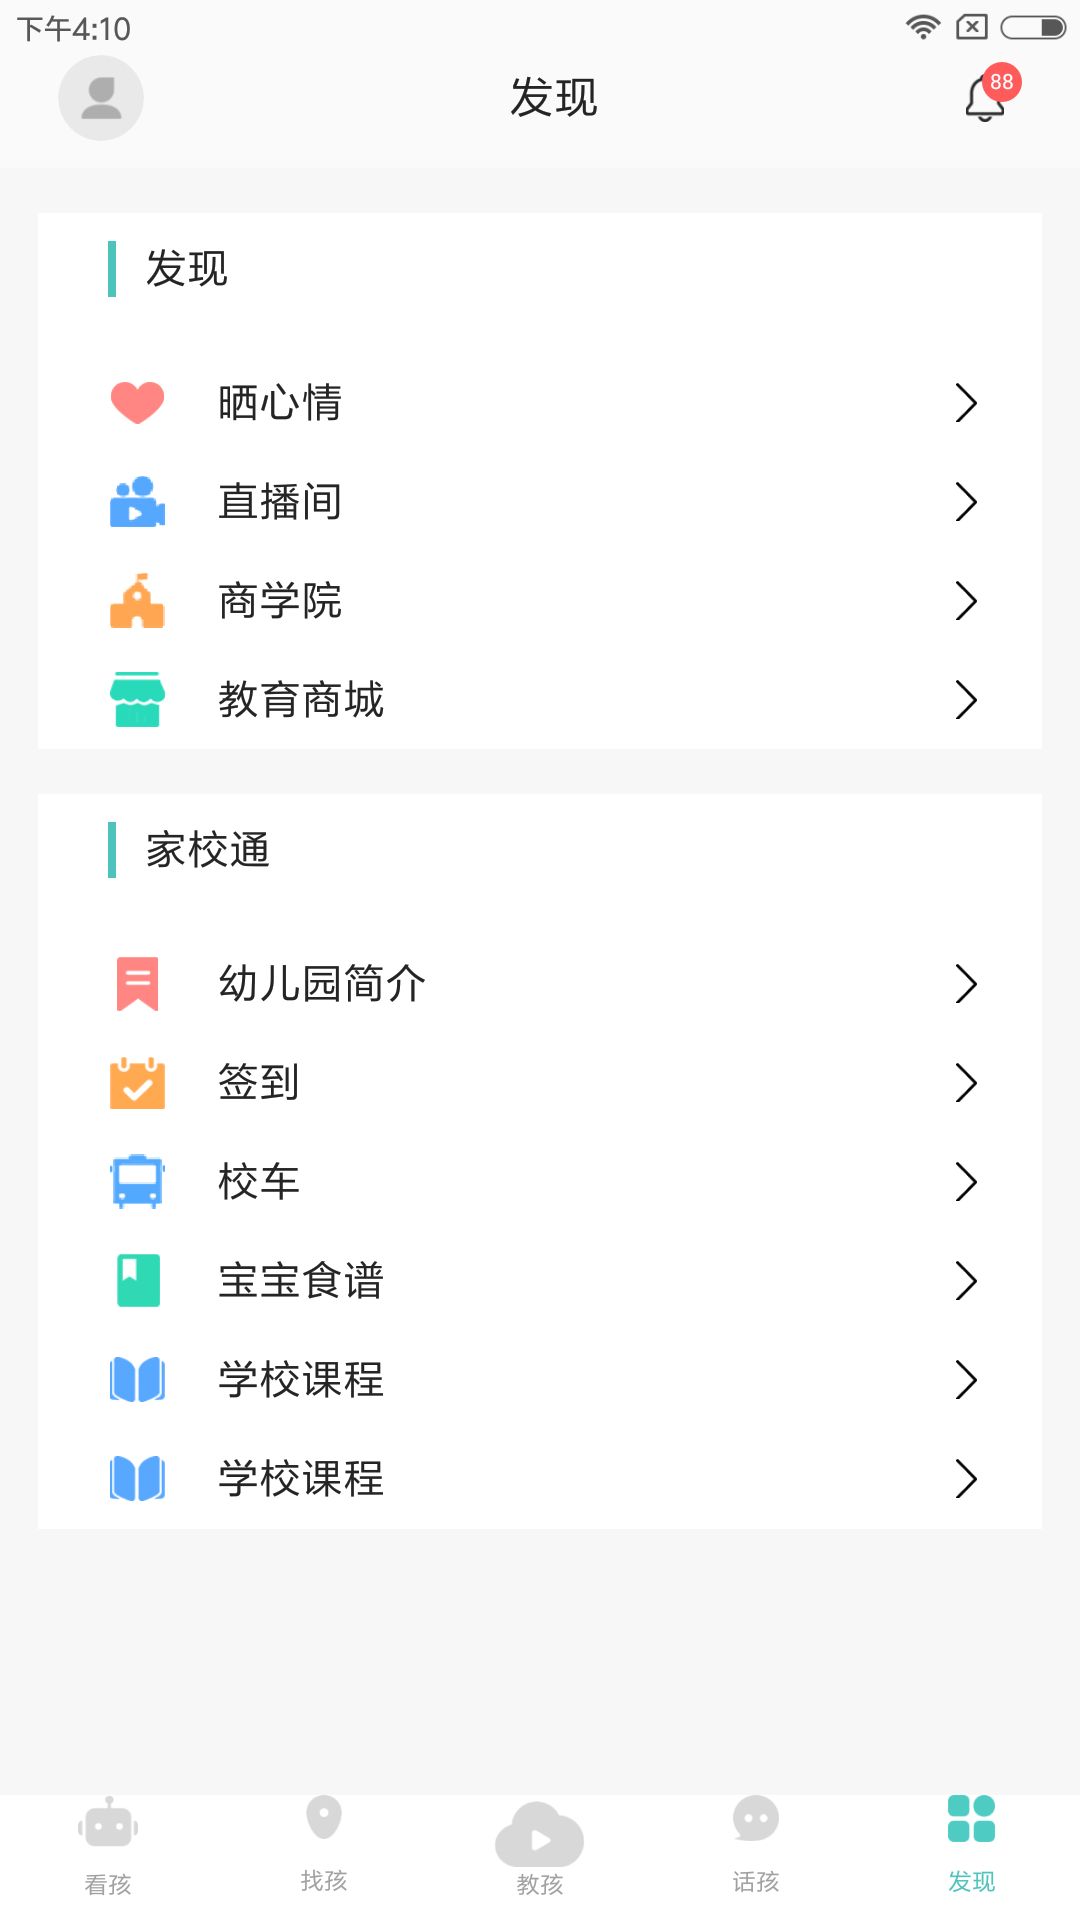 下午4:10
发现
88
发现
晒心情
直播间
商学院
教育商城
家校通
幼儿园简介
签到
校车
宝宝食谱
学校课程
学校课程
看孩
找孩
教孩
话孩
发现